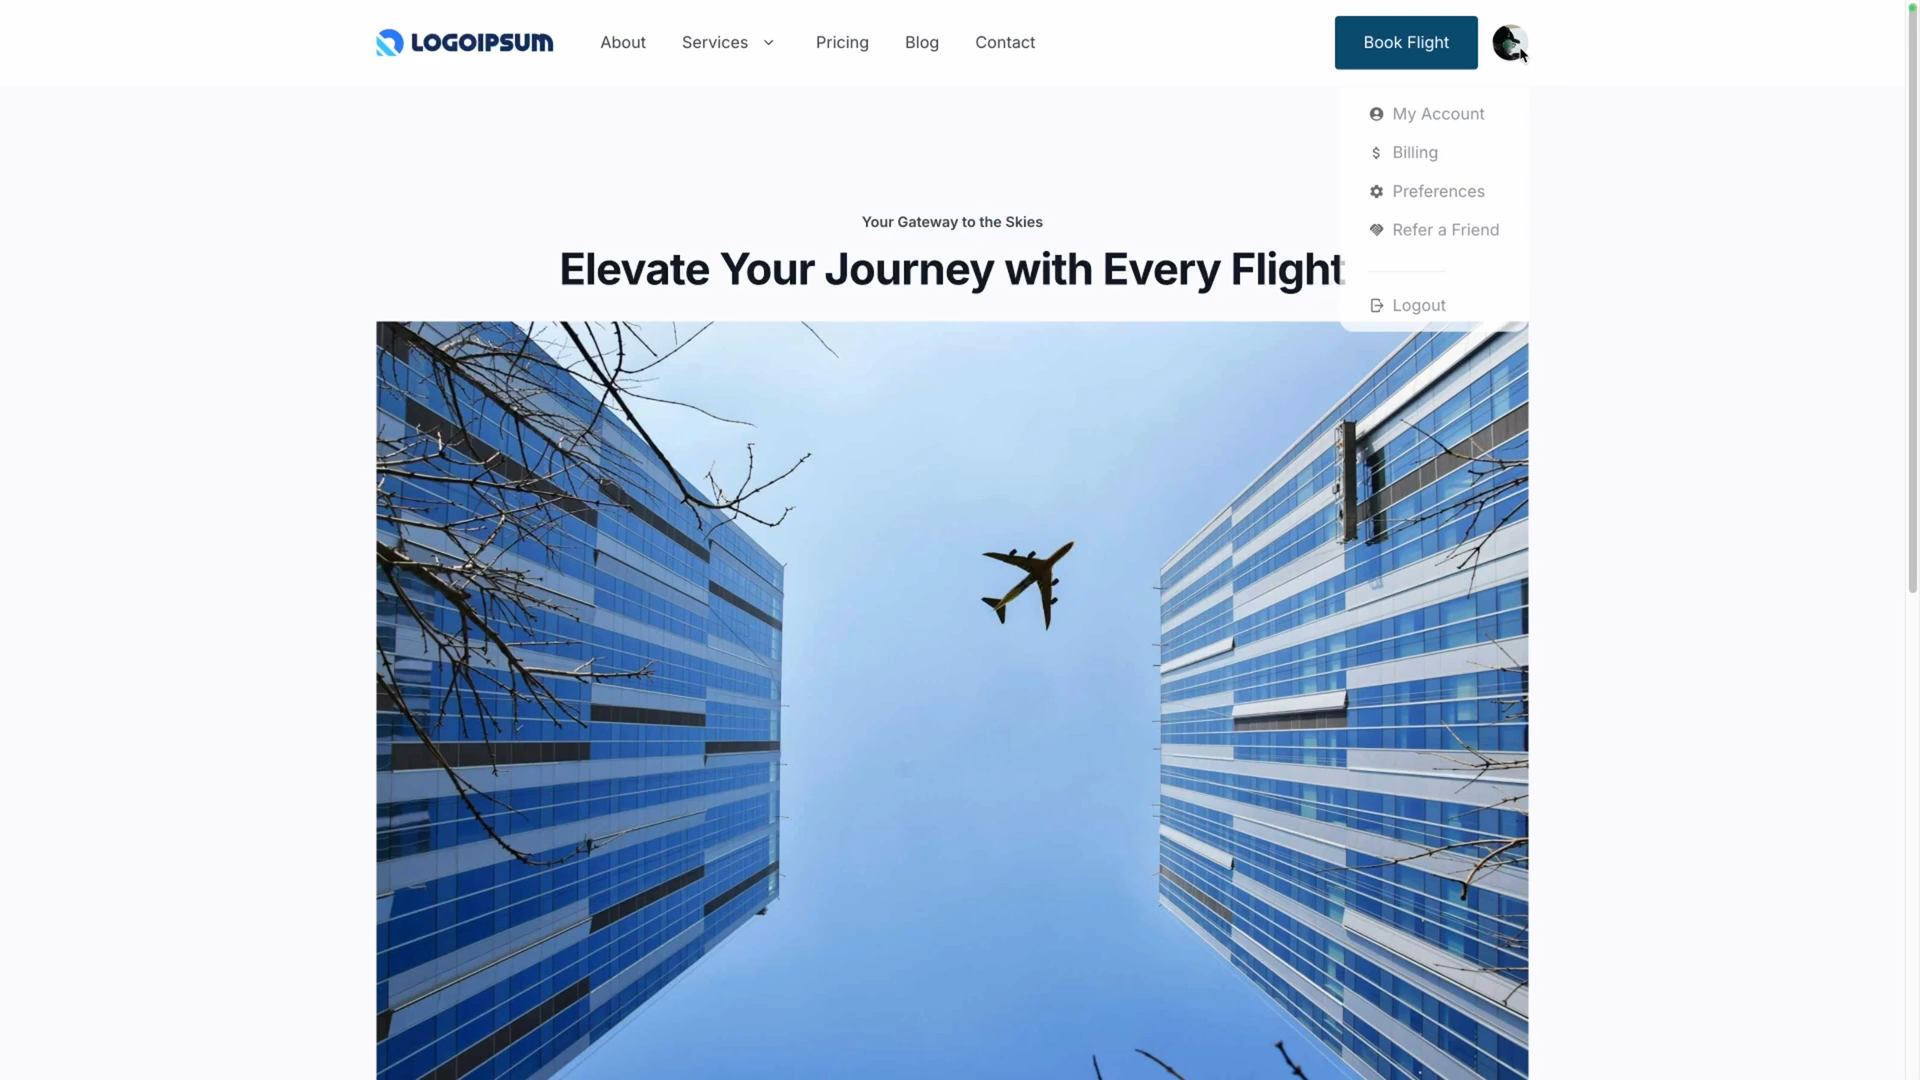 LOGOIPSUM About Services Pricing Blog Contact Book Flight
My Account
$ Billing
Preferences
Refer a Friend
Logout
Your Gateway to the Skies
Elevate Your Journey with Every Flight